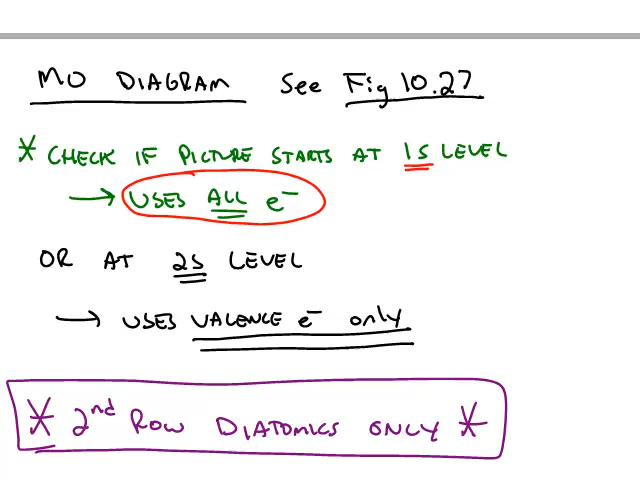 MO DIAGRAM See Fig 10.27
* CHECK IF PICTURE STARTS AT 1s LEVEL
→ USES ALL e⁻
OR AT 2s LEVEL
→ USES VALENCE e⁻ only
* 2nd ROW DIATOMICS ONLY *